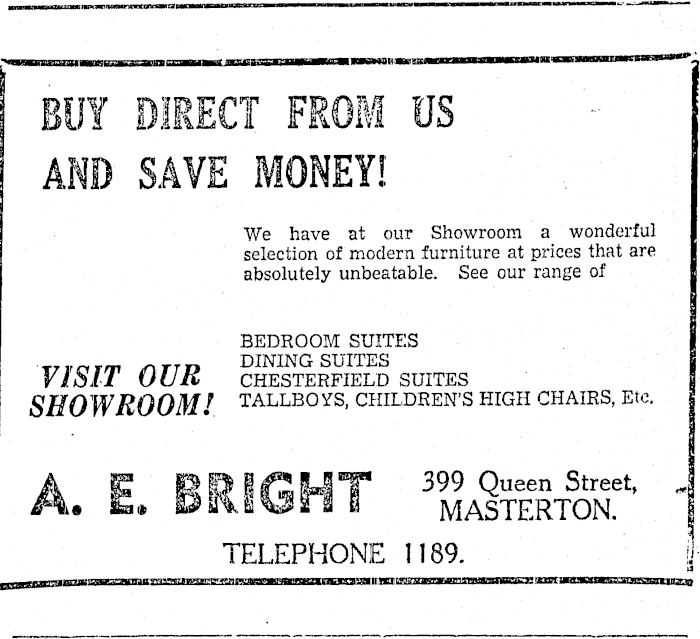 BUY DIRECT FROM US
AND SAVE MONEY!
We have at our Showroom a wonderful
selection of modern furniture at prices that are
absolutely unbeatable. See our range of
BEDROOM SUITES
DINING SUITES
CHESTERFIELD SUITES
TALLBOYS, CHILDREN'S HIGH CHAIRS, Etc.
VISIT OUR
SHOWROOM!
A. E. BRIGHT
399 Queen Street,
MASTERTON.
TELEPHONE 1189.